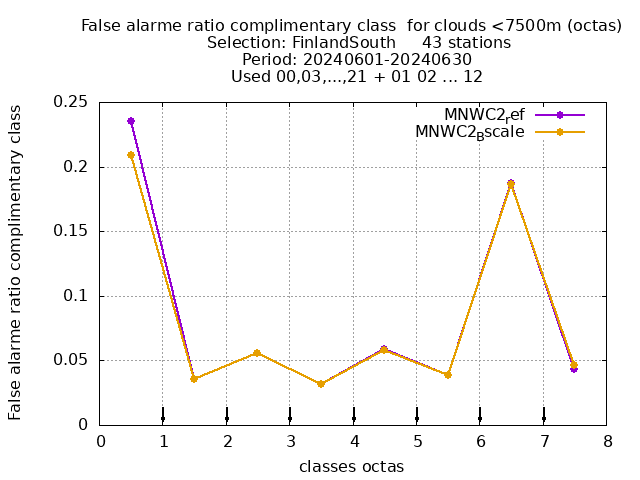 False alarme ratio complimentary class  for clouds <7500m (octas)
Selection: FinlandSouth     43 stations
Period: 20240601-20240630
Used 00,03,...,21 + 01 02 ... 12
MNWC2ref
MNWC2Bscale
False alarme ratio complimentary class
0.25
0.2
0.15
0.1
0.05
0
0 1 2 3 4 5 6 7 8
classes octas